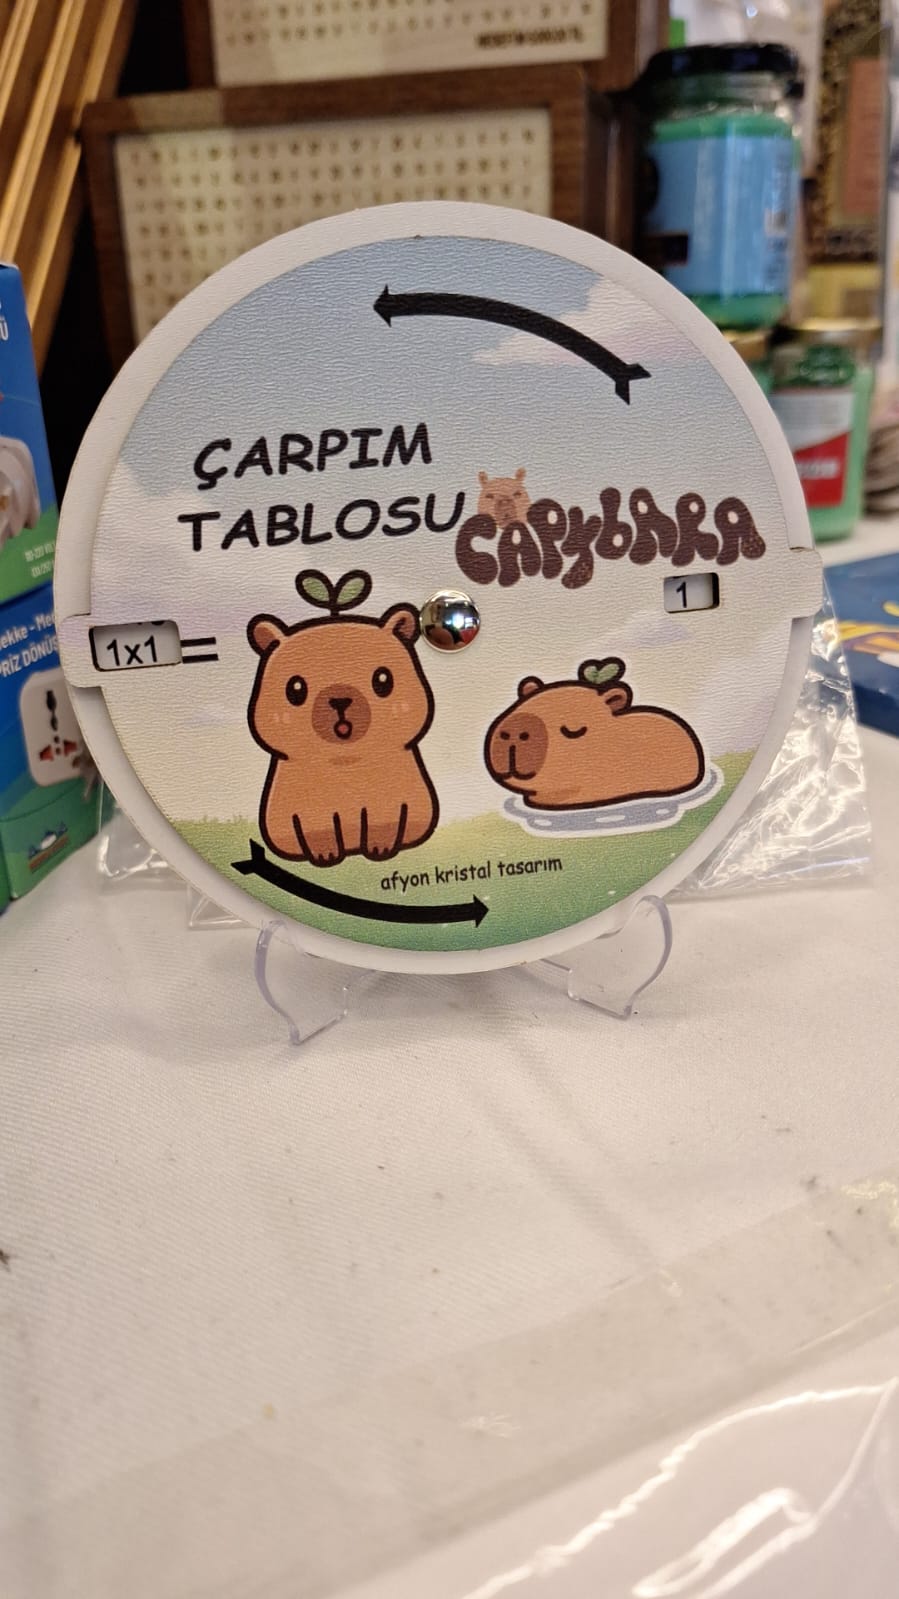 ÇARPIM
TABLOSU
CAPYBARA
1x1 =
1
afyon kristal tasarım